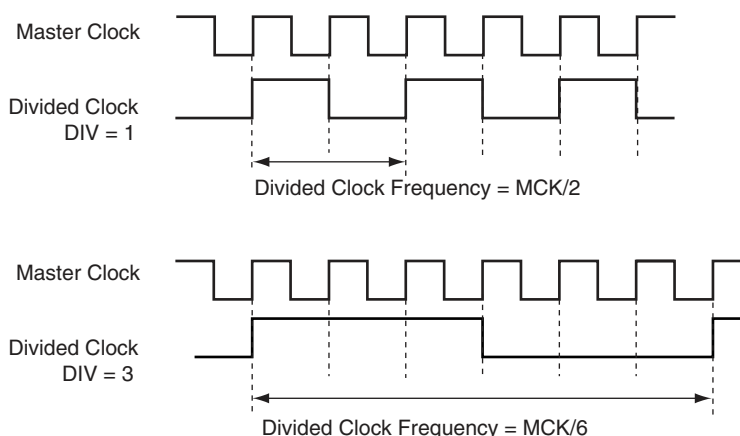 Master Clock
Divided Clock
DIV = 1
Divided Clock Frequency = MCK/2
Master Clock
Divided Clock
DIV = 3
Divided Clock Frequency = MCK/6